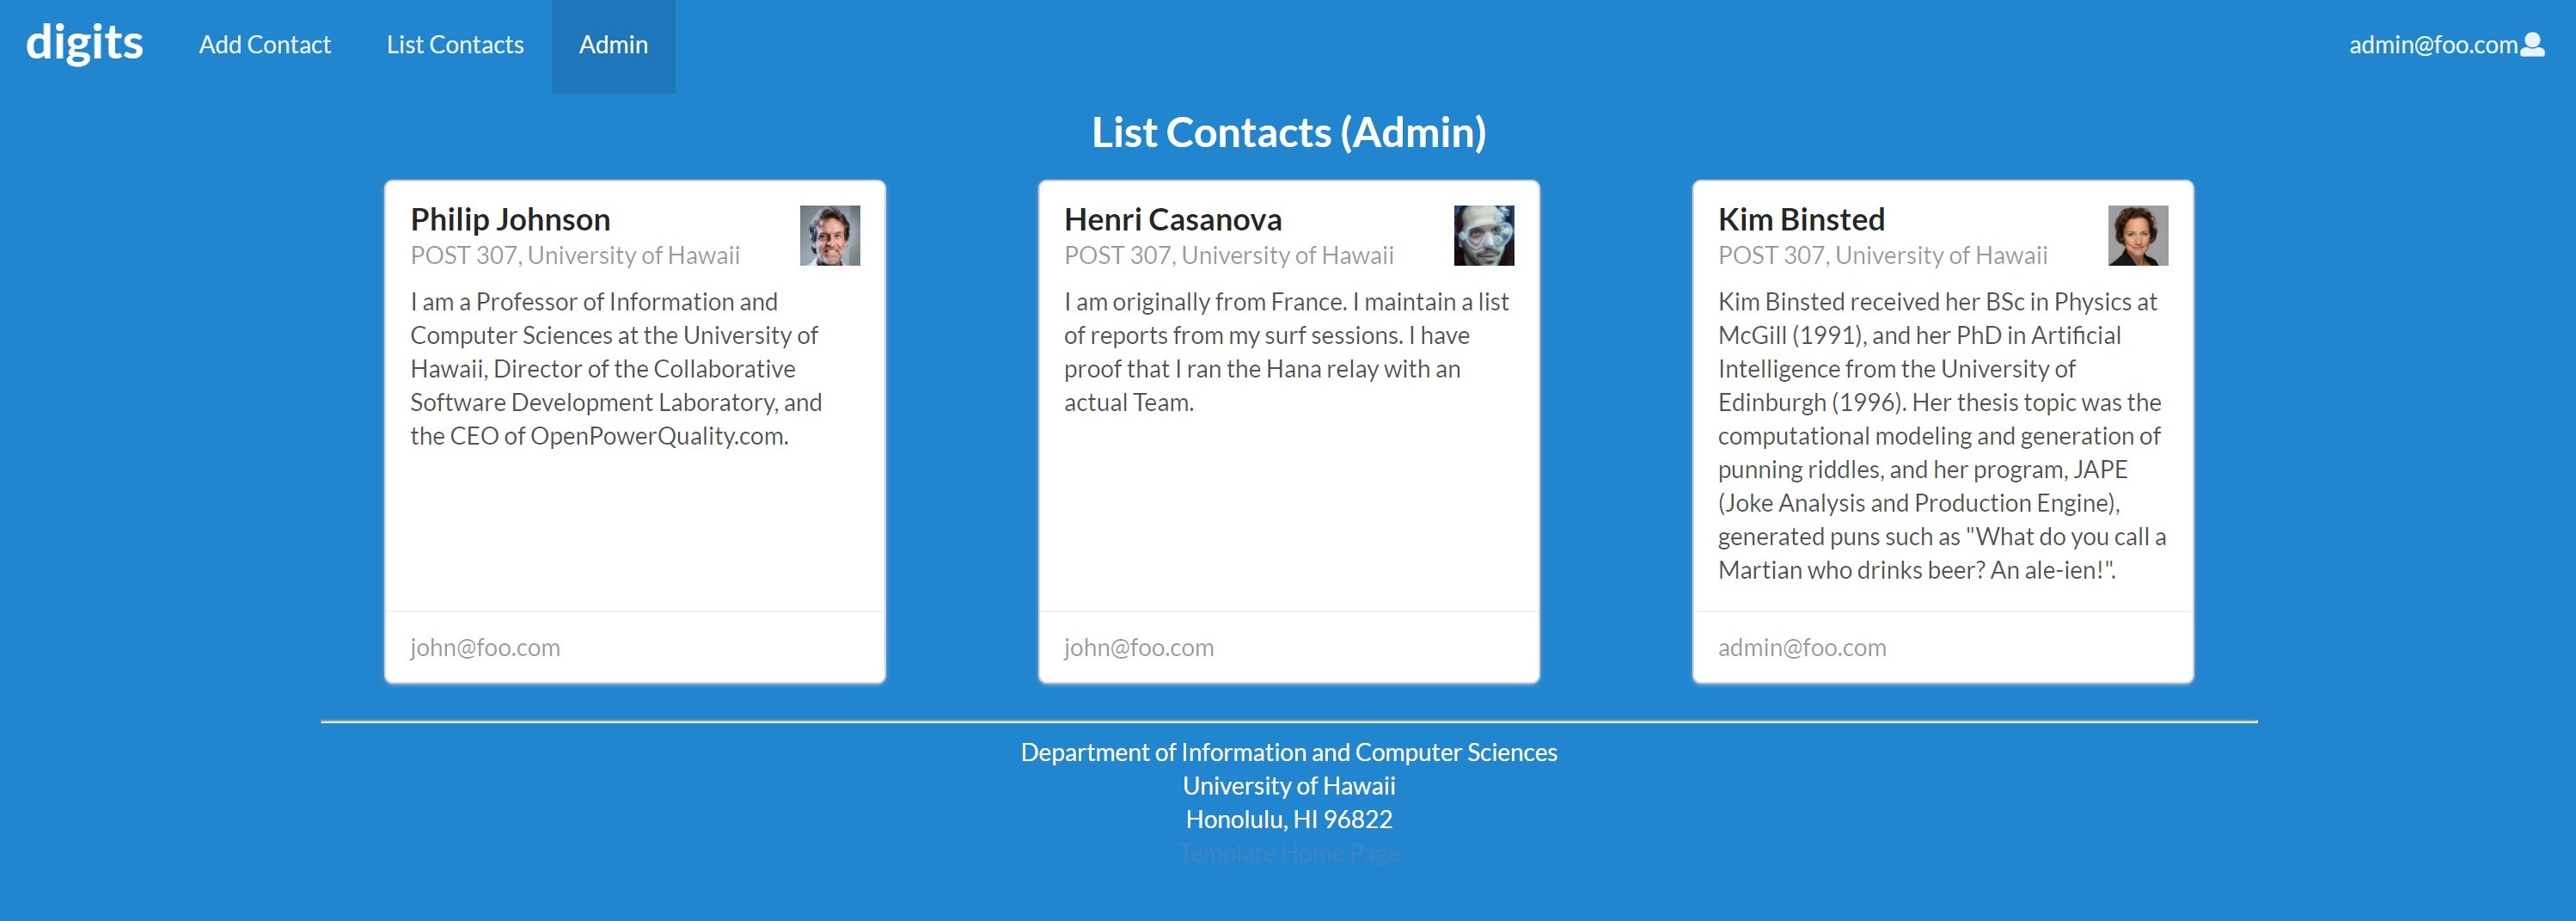 digits
Add Contact
List Contacts
Admin
admin@foo.com
List Contacts (Admin)
Philip Johnson
POST 307, University of Hawaii
I am a Professor of Information and
Computer Sciences at the University of
Hawaii, Director of the Collaborative
Software Development Laboratory, and
the CEO of OpenPowerQuality.com.
john@foo.com
Henri Casanova
POST 307, University of Hawaii
I am originally from France. I maintain a list
of reports from my surf sessions. I have
proof that I ran the Hana relay with an
actual Team.
john@foo.com
Kim Binsted
POST 307, University of Hawaii
Kim Binsted received her BSc in Physics at
McGill (1991), and her PhD in Artificial
Intelligence from the University of
Edinburgh (1996). Her thesis topic was the
computational modeling and generation of
punning riddles, and her program, JAPE
(Joke Analysis and Production Engine),
generated puns such as "What do you call a
Martian who drinks beer? An ale-ien!".
admin@foo.com
Department of Information and Computer Sciences
University of Hawaii
Honolulu, HI 96822
Template Home Page